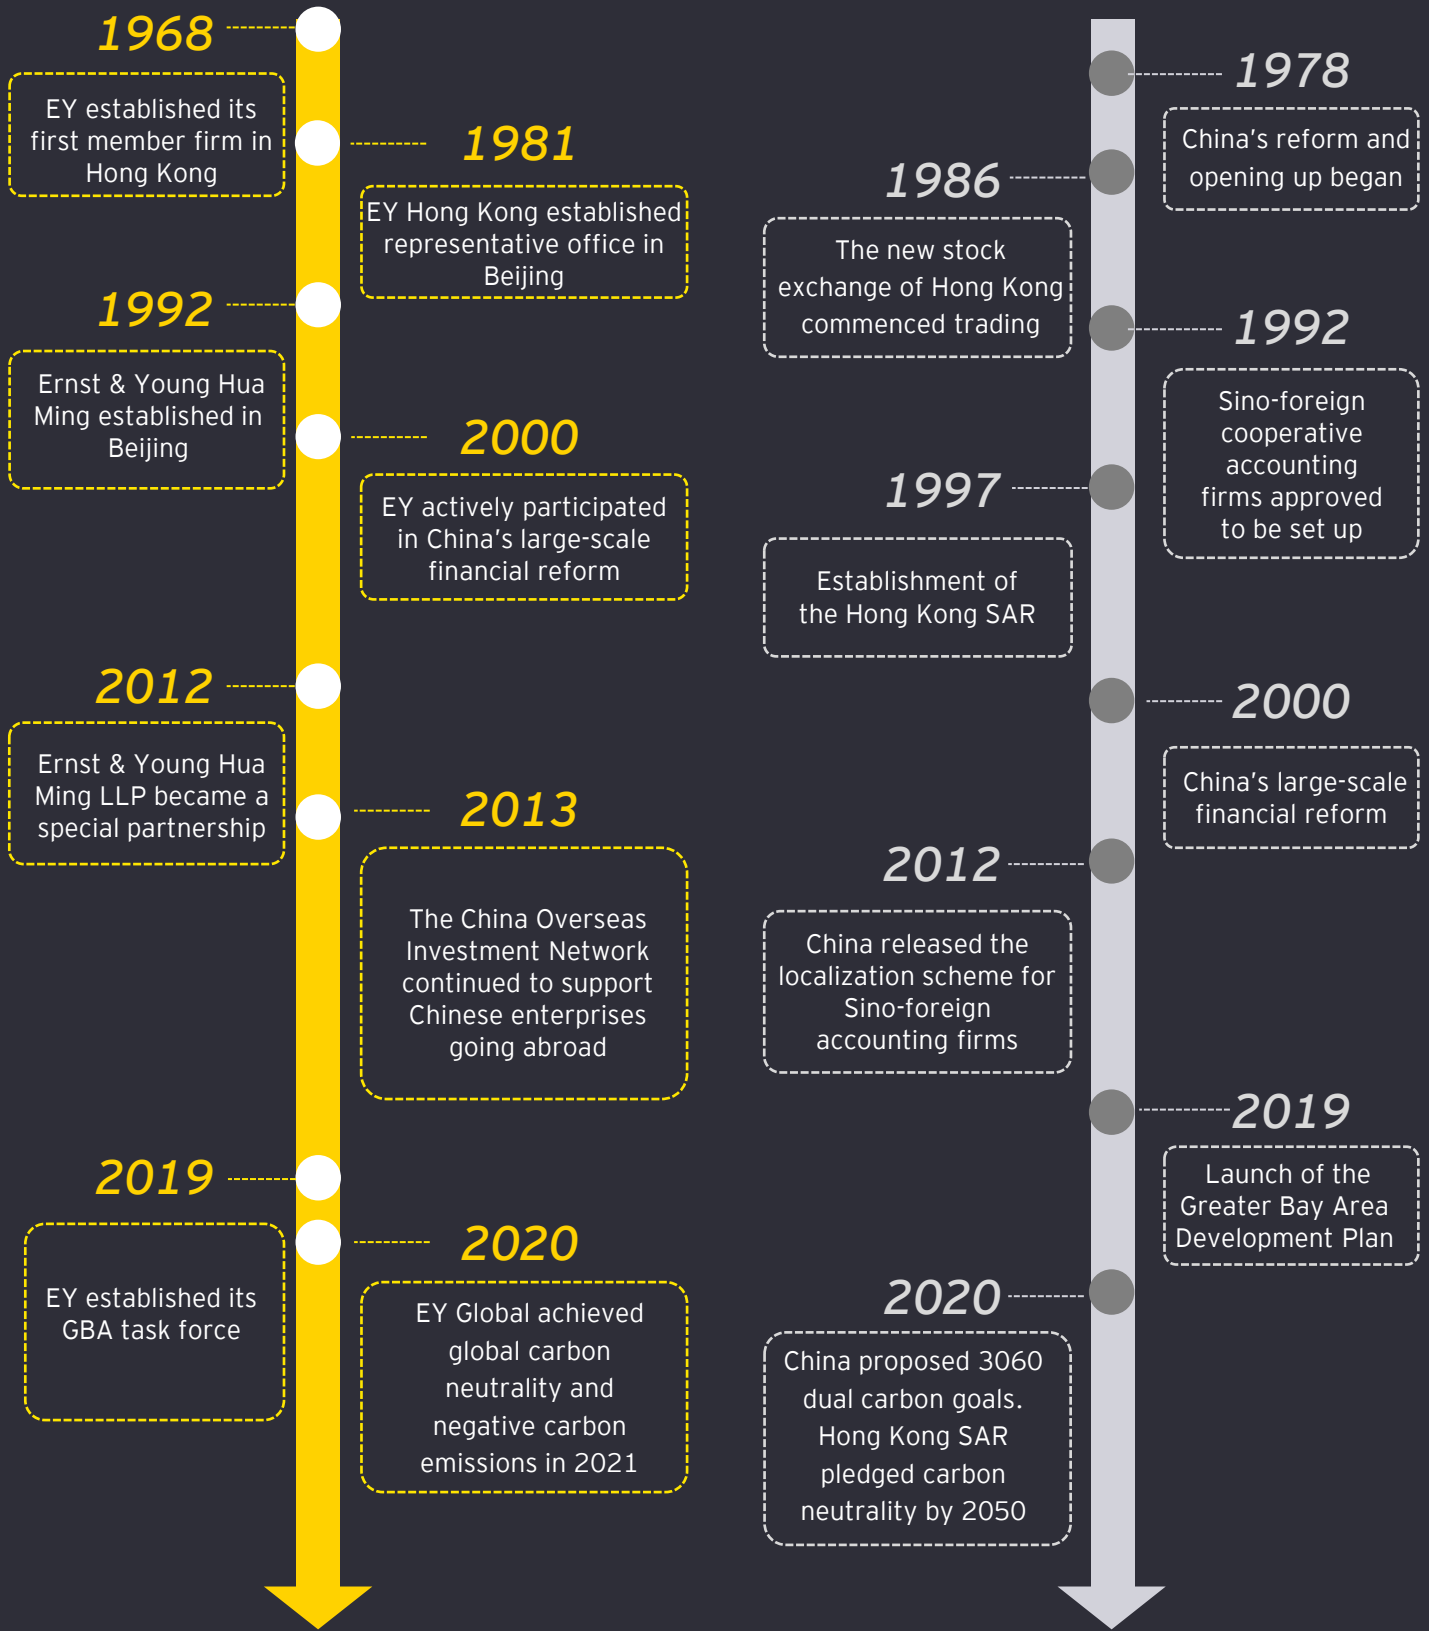 1968
EY established its
first member firm in
Hong Kong
1981
EY Hong Kong established
representative office in
Beijing
1992
Ernst & Young Hua
Ming established in
Beijing
2000
EY actively participated
in China's large-scale
financial reform
2012
Ernst & Young Hua
Ming LLP became a
special partnership
2013
The China Overseas
Investment Network
continued to support
Chinese enterprises
going abroad
2019
EY established its
GBA task force
2020
EY Global achieved
global carbon
neutrality and
negative carbon
emissions in 2021
1978
China's reform and
opening up began
1986
The new stock
exchange of Hong Kong
commenced trading
1992
Sino-foreign
cooperative
accounting
firms approved
to be set up
1997
Establishment of
the Hong Kong SAR
2000
China's large-scale
financial reform
2012
China released the
localization scheme for
Sino-foreign
accounting firms
2019
Launch of the
Greater Bay Area
Development Plan
2020
China proposed 3060
dual carbon goals.
Hong Kong SAR
pledged carbon
neutrality by 2050